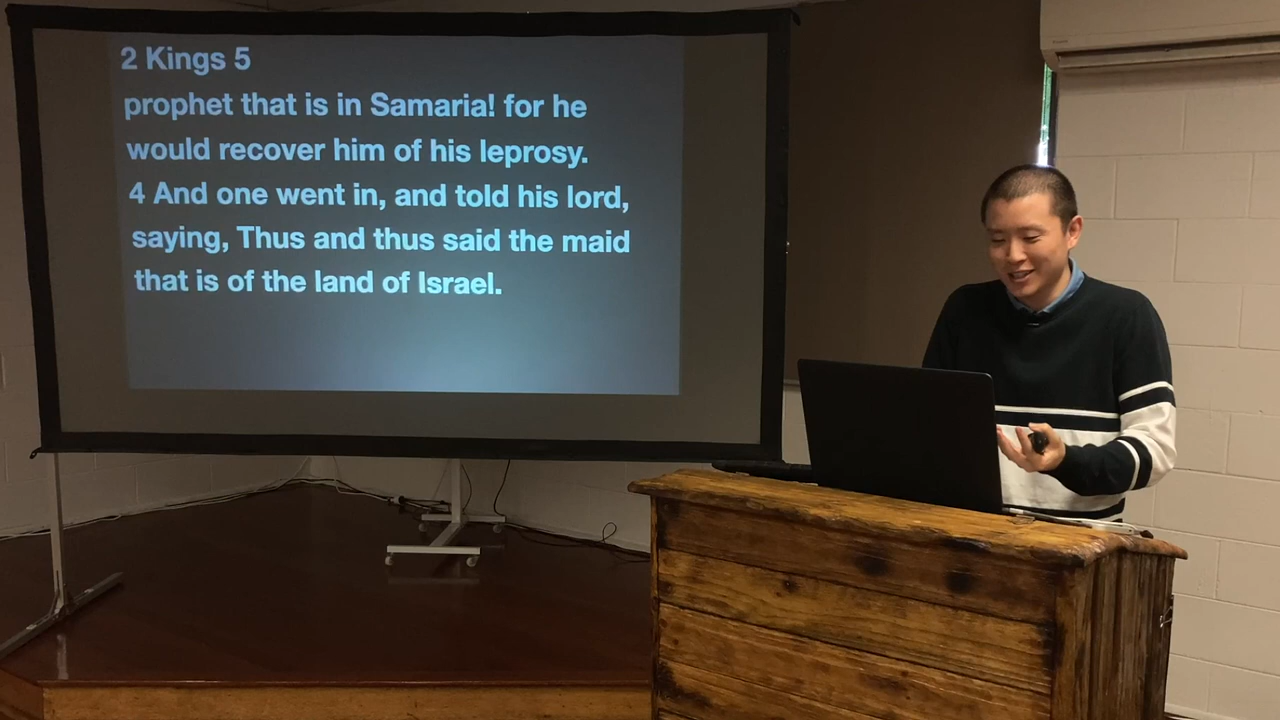 2 Kings 5
prophet that is in Samaria! for he
would recover him of his leprosy.
4 And one went in, and told his lord,
saying, Thus and thus said the maid
that is of the land of Israel.